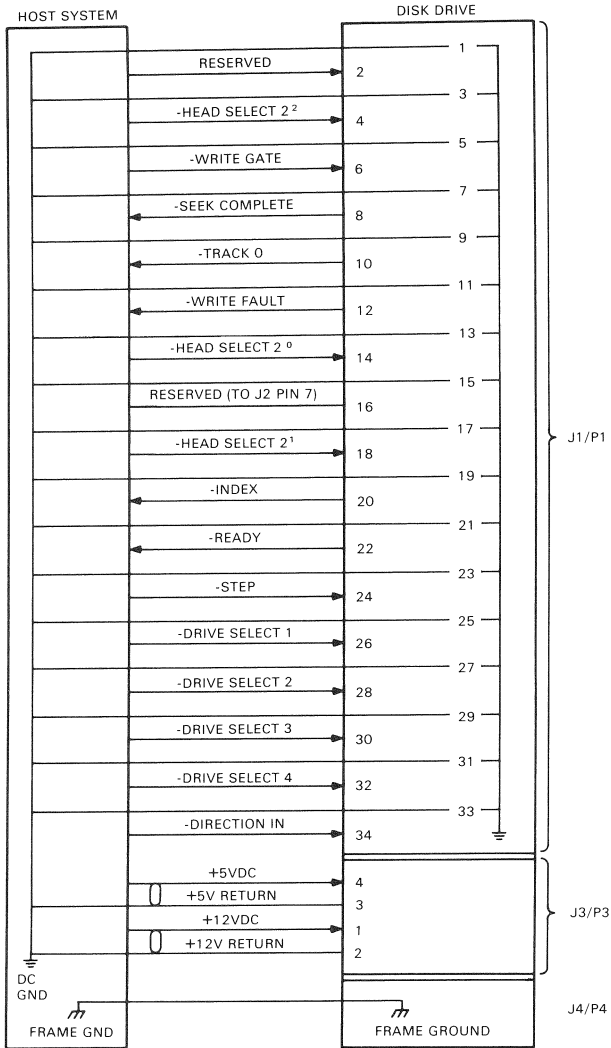 HOST SYSTEM
DISK DRIVE
1
RESERVED
2
3
-HEAD SELECT 2²
4
5
-WRITE GATE
6
7
-SEEK COMPLETE
8
9
-TRACK 0
10
11
-WRITE FAULT
12
13
-HEAD SELECT 2⁰
14
15
RESERVED (TO J2 PIN 7)
16
17
-HEAD SELECT 2¹
18
19
-INDEX
20
21
-READY
22
23
-STEP
24
25
-DRIVE SELECT 1
26
27
-DRIVE SELECT 2
28
29
-DRIVE SELECT 3
30
31
-DRIVE SELECT 4
32
33
-DIRECTION IN
34
J1/P1
+5VDC
4
+5V RETURN
3
+12VDC
1
+12V RETURN
2
J3/P3
DC
GND
FRAME GND
FRAME GROUND
J4/P4